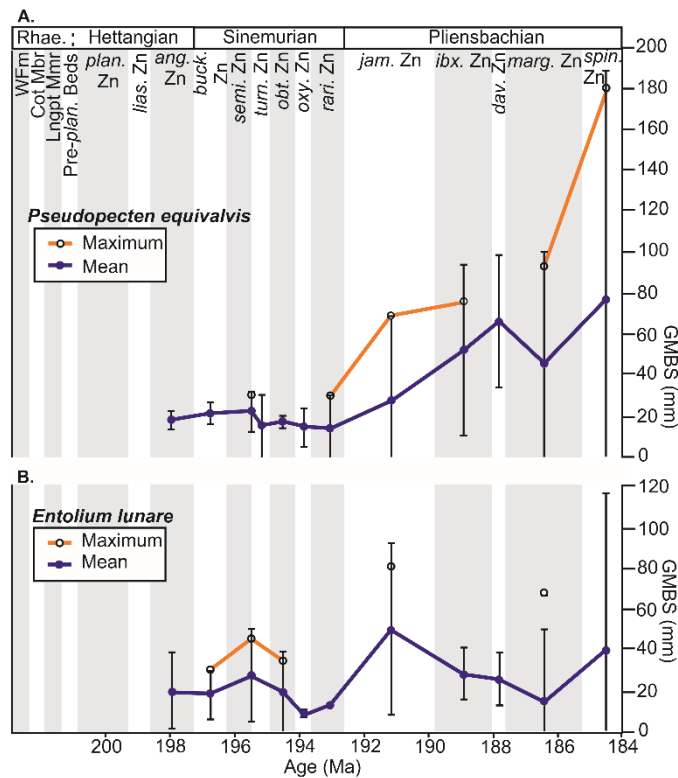 A.
Rhae. Hettangian Sinemurian Pliensbachian
WFm
Cot Mbr
Lngpt Mmr
Pre-plan. Beds
plan. Zn
lias. Zn
ang. Zn
buck. Zn
semi. Zn
turn. Zn
obt. Zn
oxy. Zn
rari. Zn
jam. Zn
ibx. Zn
dav. Zn
marg. Zn
spin. Zn
200
180
160
140
120
100
80
60
40
20
0
GMBS (mm)
Pseudopecten equivalvis
Maximum
Mean
B.
Entolium lunare
Maximum
Mean
120
100
80
60
40
20
0
GMBS (mm)
200 198 196 194 192 190 188 186 184
Age (Ma)